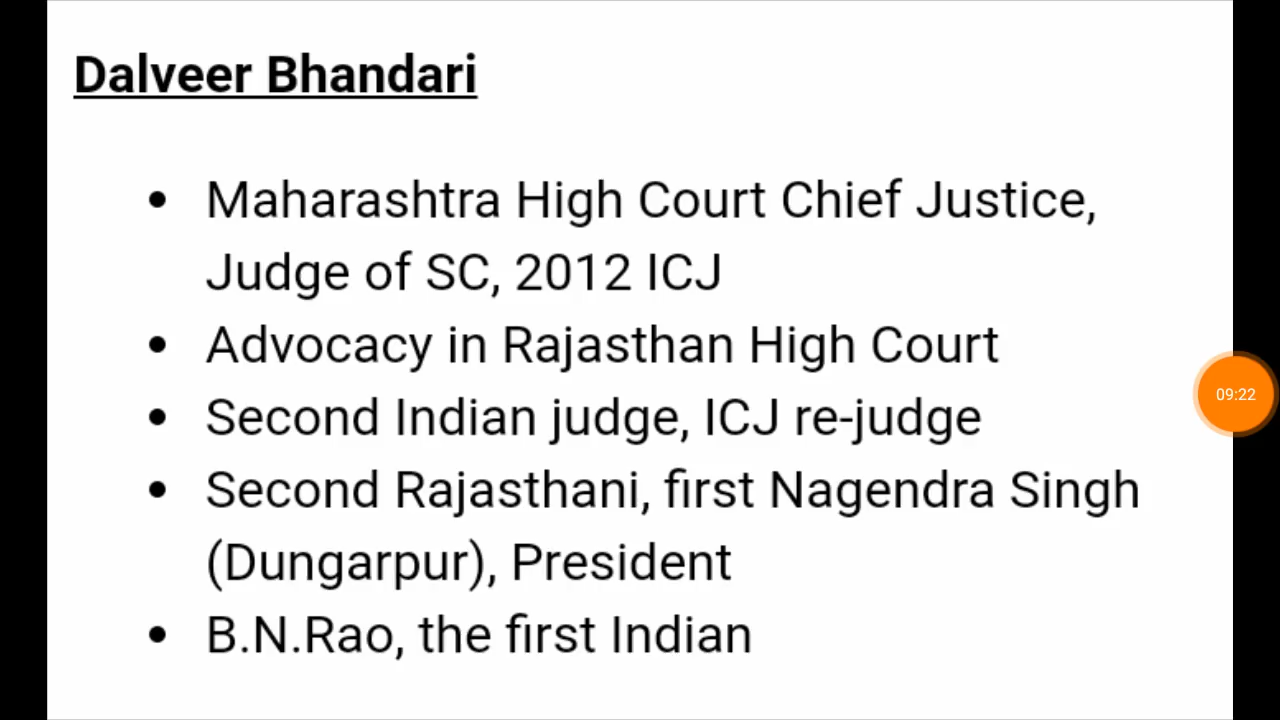 Dalveer Bhandari
Maharashtra High Court Chief Justice,
Judge of SC, 2012 ICJ
Advocacy in Rajasthan High Court
Second Indian judge, ICJ re-judge
Second Rajasthani, first Nagendra Singh
(Dungarpur), President
B.N.Rao, the first Indian
09:22